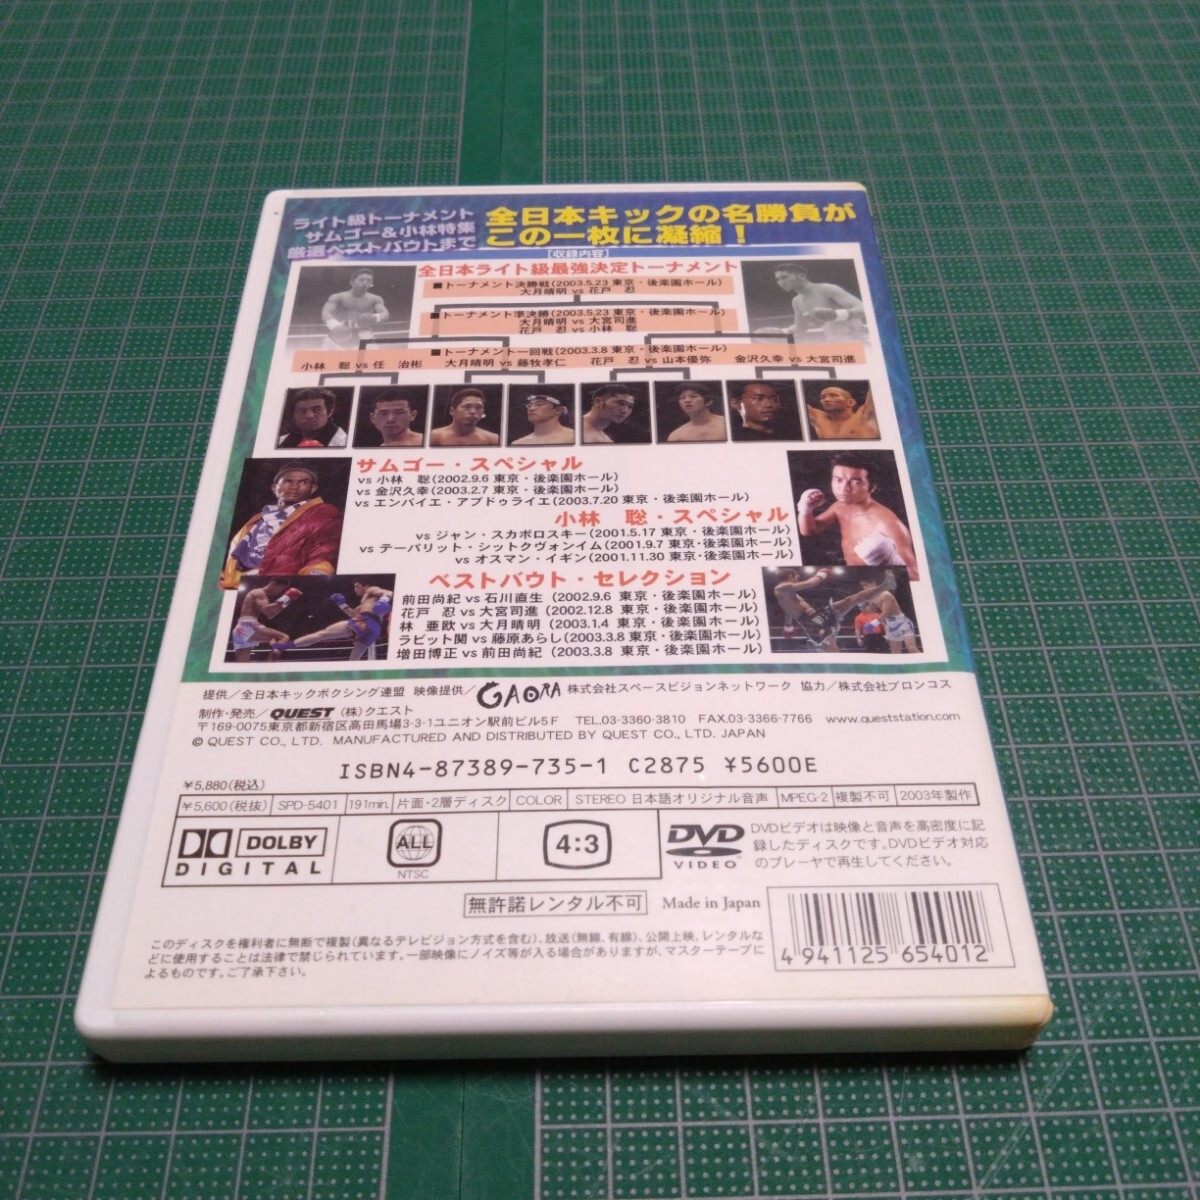 ライト級トーナメント
サムゴー&小林特集
厳選ベストバウトまで
全日本キックの名勝負が
この一枚に凝縮！
[収録内容]
全日本ライト級最強決定トーナメント
■トーナメント決勝戦(2003.5.23 東京・後楽園ホール)
大月晴明 vs 花戸 忍
■トーナメント準決勝(2003.5.23 東京・後楽園ホール)
大月晴明 vs 大宮司進
花戸 忍 vs 小林 聡
■トーナメント一回戦(2003.3.8 東京・後楽園ホール)
小林 聡 vs 任 治彬 大月晴明 vs 藤牧孝仁 花戸 忍 vs 山本優弥 金沢久幸 vs 大宮司進
サムゴー・スペシャル
vs 小林 聡(2002.9.6 東京・後楽園ホール)
vs 金沢久幸(2003.2.7 東京・後楽園ホール)
vs エンバイエ・アブドゥライエ(2003.7.20 東京・後楽園ホール)
小林 聡・スペシャル
vs ジャン・スカボロスキー(2001.5.17 東京・後楽園ホール)
vs テーパリット・シットクヴォンイム(2001.9.7 東京・後楽園ホール)
vs オスマン・イギン(2001.11.30 東京・後楽園ホール)
ベストバウト・セレクション
前田尚紀 vs 石川直生 (2002.9.6 東京・後楽園ホール)
花戸 忍 vs 大宮司進 (2002.12.8 東京・後楽園ホール)
林 亜欧 vs 大月晴明 (2003.1.4 東京・後楽園ホール)
ラビット関 vs 藤原あらし(2003.3.8 東京・後楽園ホール)
増田博正 vs 前田尚紀 (2003.3.8 東京・後楽園ホール)
提供／全日本キックボクシング連盟 映像提供／GAORA 株式会社スペースビジョンネットワーク 協力／株式会社ブロンコス
制作・発売／QUEST (株)クエスト
〒169-0075東京都新宿区高田馬場3-3-1ユニオン駅前ビル5F TEL.03-3360-3810 FAX.03-3366-7766 www.queststation.com
© QUEST CO., LTD. MANUFACTURED AND DISTRIBUTED BY QUEST CO., LTD. JAPAN
ISBN4-87389-735-1 C2875 ¥5600E
¥5,880(税込)
¥5,600(税抜) SPD-5401 191min. 片面・2層ディスク COLOR STEREO 日本語オリジナル音声 MPEG-2 複製不可 2003年製作
DOLBY
DIGITAL
ALL
NTSC
4:3
DVD
VIDEO
DVDビデオは映像と音声を高密度に記
録したディスクです。DVDビデオ対応
のプレーヤで再生してください。
無許諾レンタル不可 Made in Japan
このディスクを権利者に無断で複製(異なるテレビジョン方式を含む)、放送(無線、有線)、公開上映、レンタルな
どに使用することは法律で禁じられています。一部映像にノイズ等が入る場合がありますが、マスターテープに
よるものです。ご了承下さい。
4 941125 654012